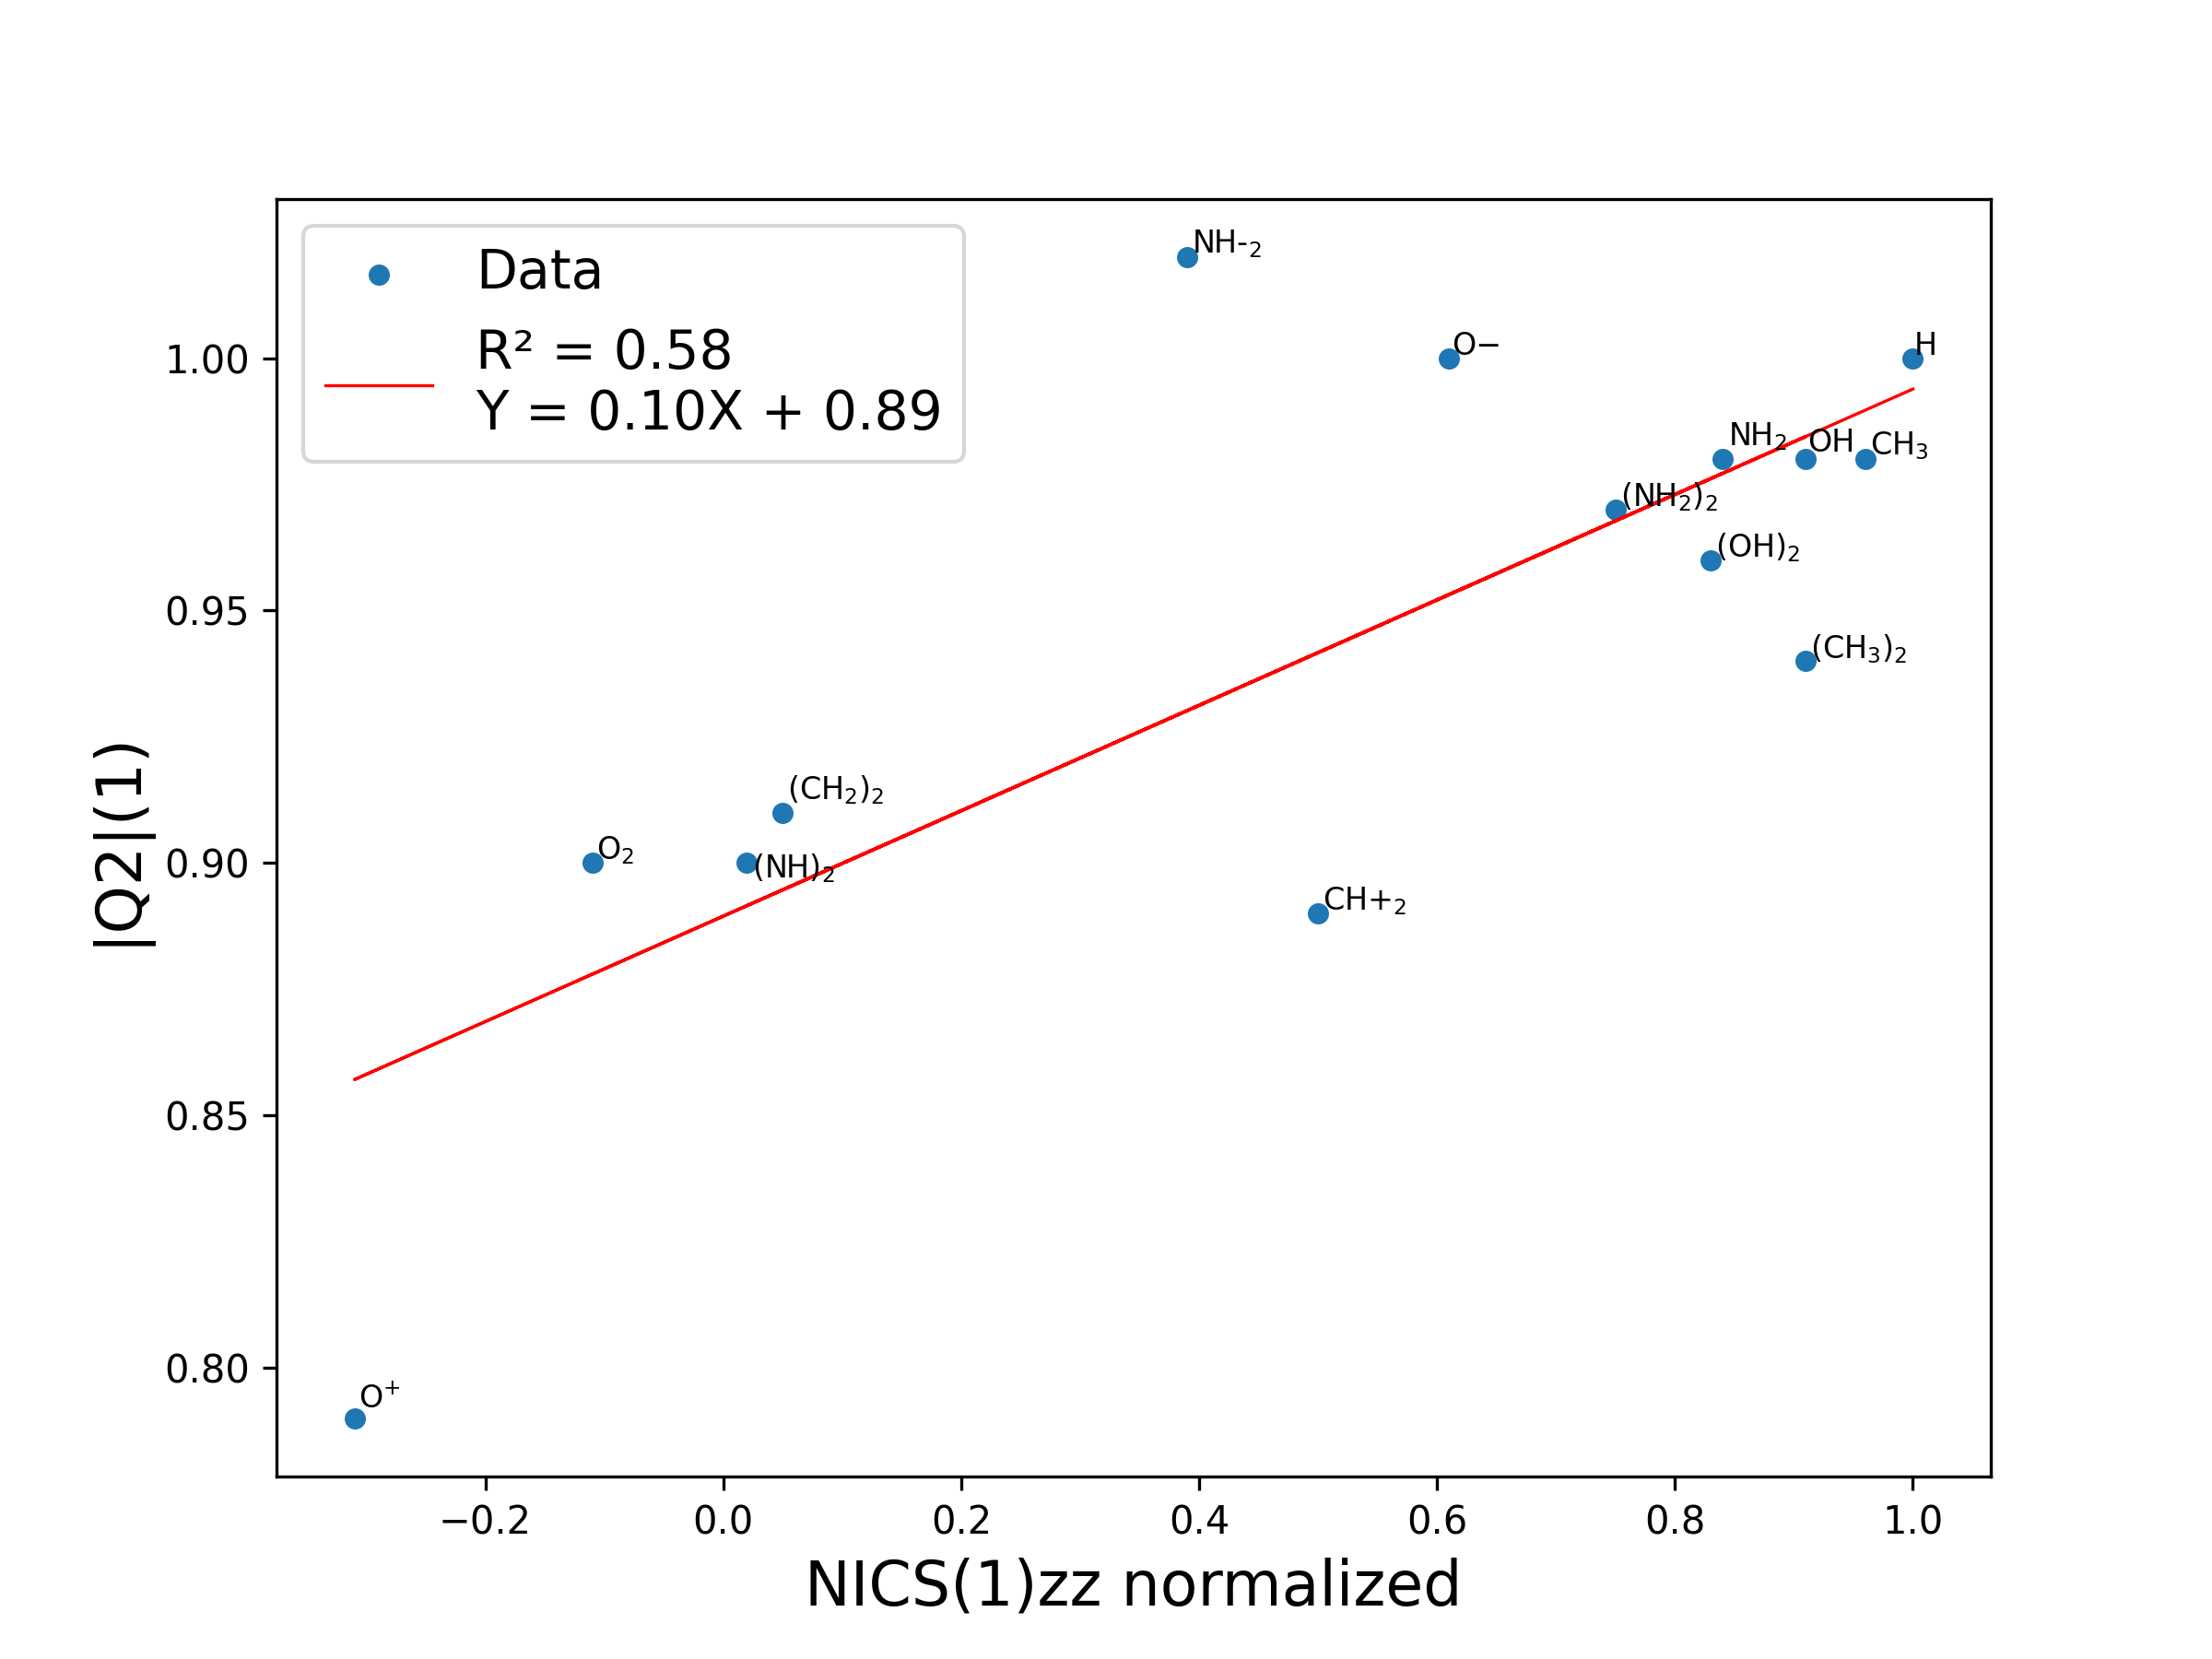 Data
R² = 0.58
Y = 0.10X + 0.89
NH-₂
O−
H
NH₂
OH
CH₃
(NH₂)₂
(OH)₂
(CH₃)₂
(CH₂)₂
O₂
(NH)₂
CH+₂
O⁺
1.00
0.95
0.90
0.85
0.80
|Q2|(1)
−0.2
0.0
0.2
0.4
0.6
0.8
1.0
NICS(1)zz normalized